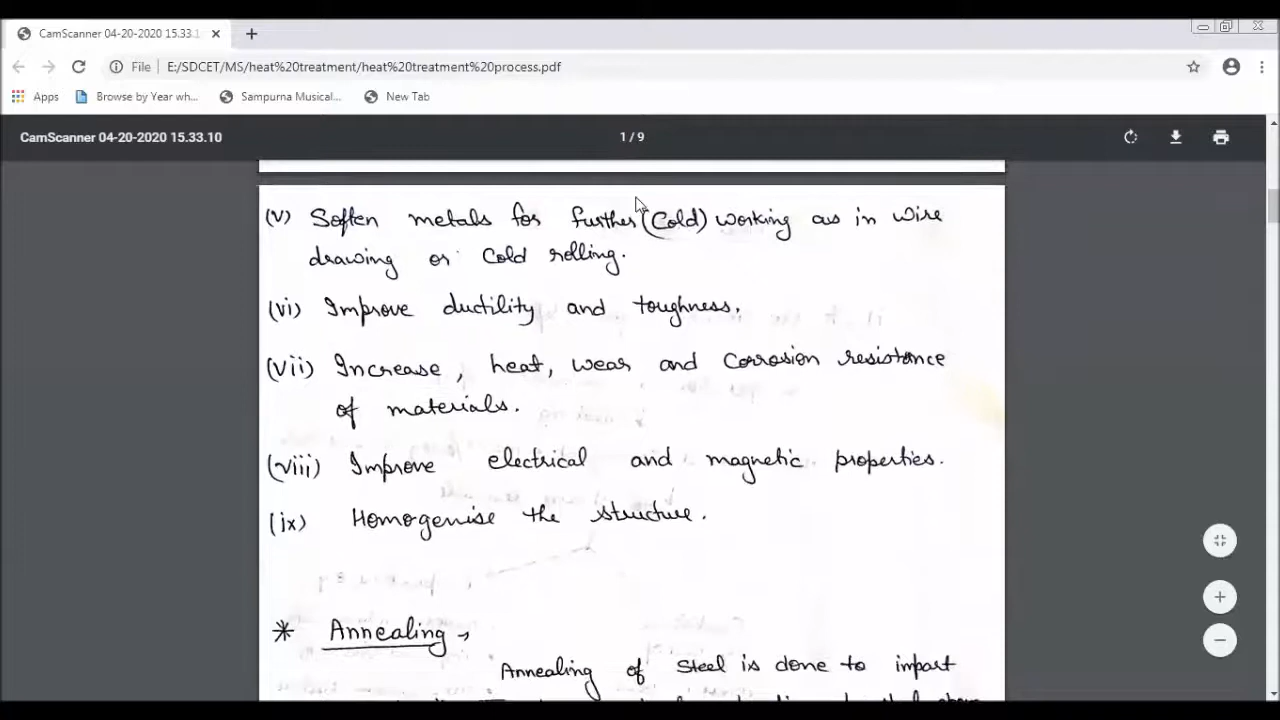 CamScanner 04-20-2020 15.33.1
File E:/SDCET/MS/heat%20treatment/heat%20treatment%20process.pdf
Apps Browse by Year wh... Sampurna Musical... New Tab
CamScanner 04-20-2020 15.33.10 1 / 9
(v) Soften metals for further (Cold) working as in wire
drawing or cold rolling.
(vi) Improve ductility and toughness.
(vii) Increase, heat, wear and corrosion resistance
of materials.
(viii) Improve electrical and magnetic properties.
(ix) Homogenise the structure.
* Annealing →
Annealing of steel is done to impart